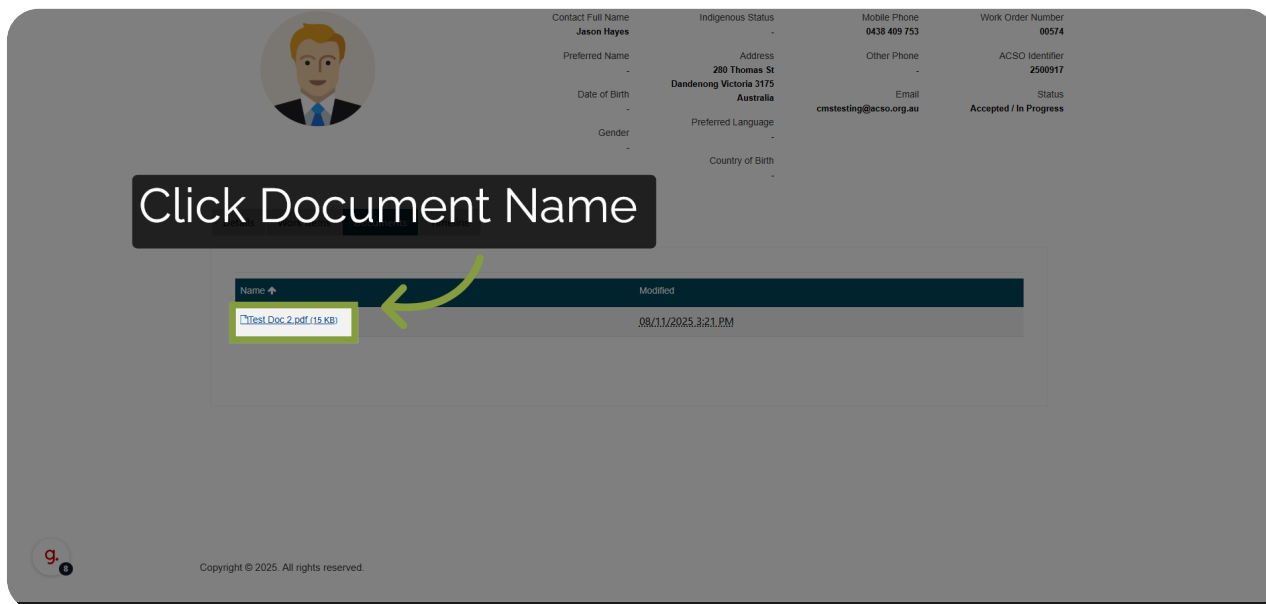 Contact Full Name
Jason Hayes
Preferred Name
-
Date of Birth
-
Gender
-
Indigenous Status
-
Address
280 Thomas St
Dandenong Victoria 3175
Australia
Preferred Language
-
Country of Birth
-
Mobile Phone
0438 409 753
Other Phone
-
Email
cmstesting@acso.org.au
Work Order Number
00574
ACSO Identifier
2500917
Status
Accepted / In Progress
Click Document Name
Name
Modified
Test Doc 2.pdf (15 KB)
08/11/2025 3:21 PM
g.
8
Copyright © 2025. All rights reserved.